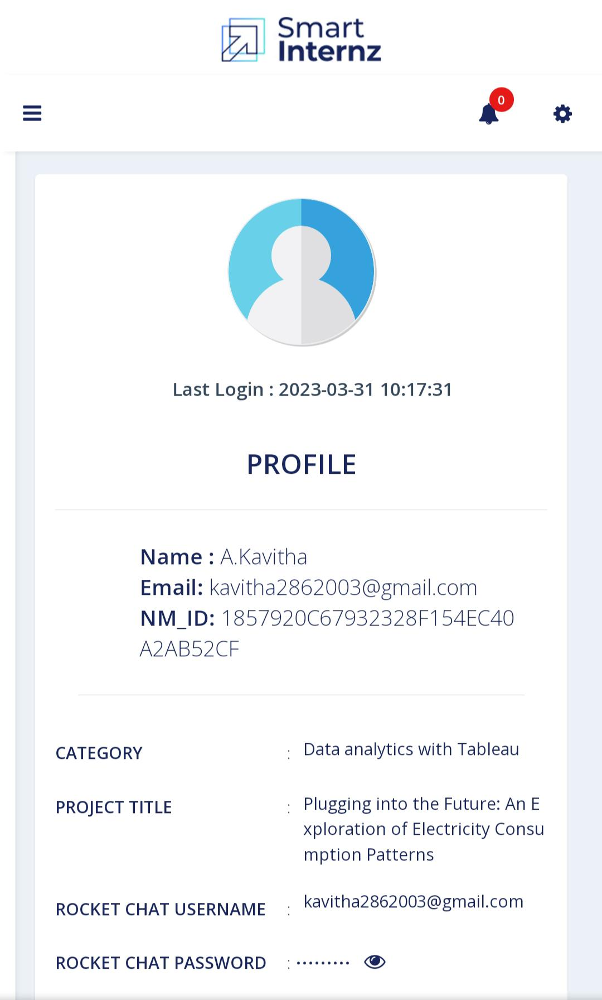 Smart
Internz
0
Last Login : 2023-03-31 10:17:31
PROFILE
Name : A.Kavitha
Email: kavitha2862003@gmail.com
NM_ID: 1857920C67932328F154EC40
A2AB52CF
CATEGORY : Data analytics with Tableau
PROJECT TITLE : Plugging into the Future: An E
xploration of Electricity Consu
mption Patterns
ROCKET CHAT USERNAME : kavitha2862003@gmail.com
ROCKET CHAT PASSWORD : ·········